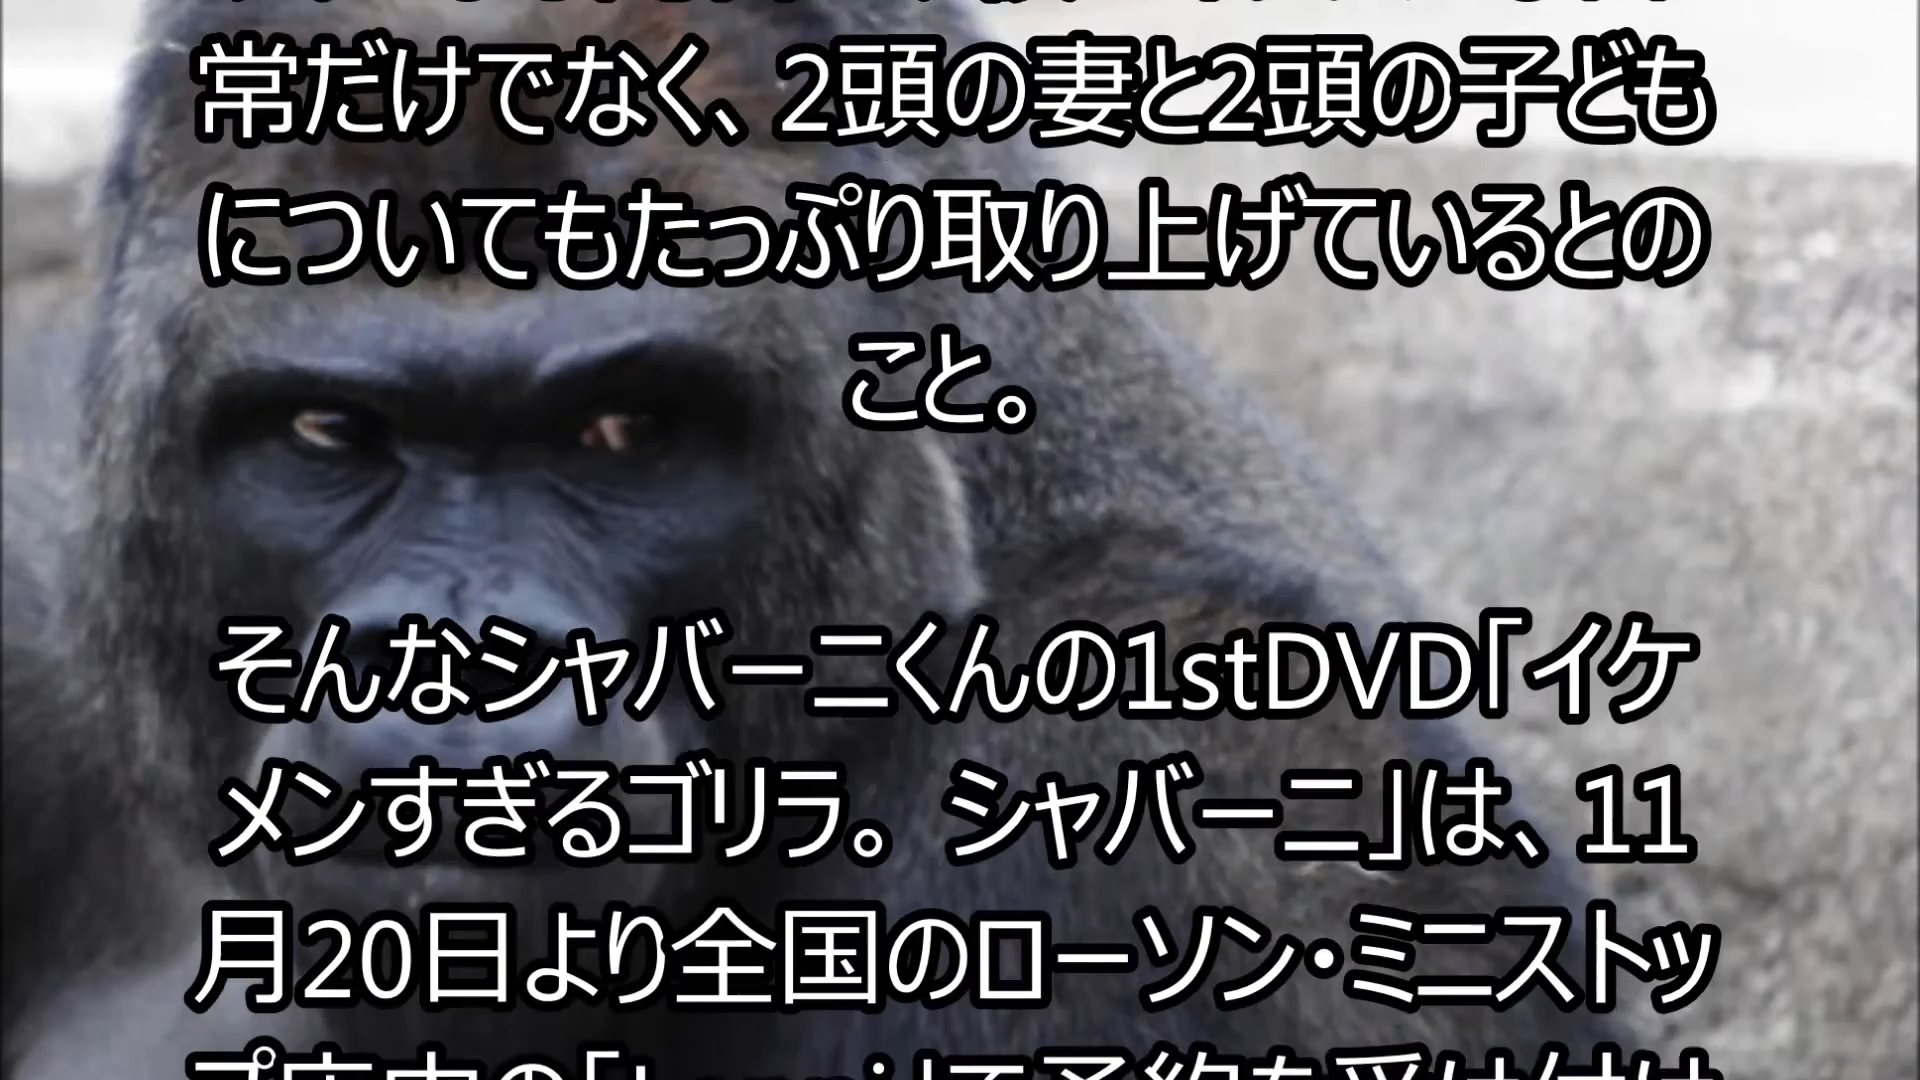 常だけでなく、2頭の妻と2頭の子ども
についてもたっぷり取り上げているとの
こと。
そんなシャバーニくんの1stDVD「イケ
メンすぎるゴリラ。 シャバーニ」は、11
月20日より全国のローソン・ミニストッ